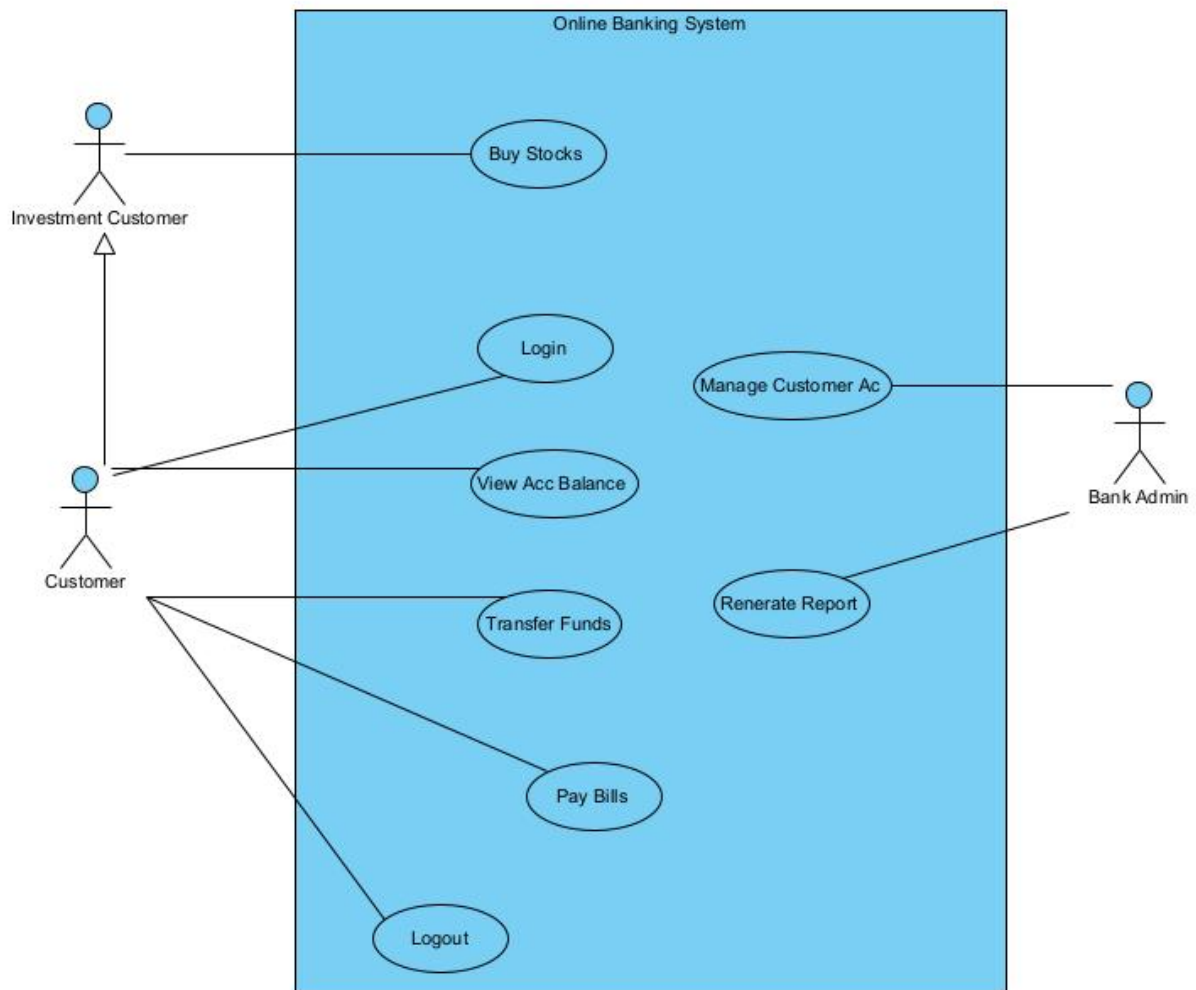 Online Banking System
Buy Stocks
Investment Customer
Login
Manage Customer Ac
View Acc Balance
Bank Admin
Customer
Renerate Report
Transfer Funds
Pay Bills
Logout